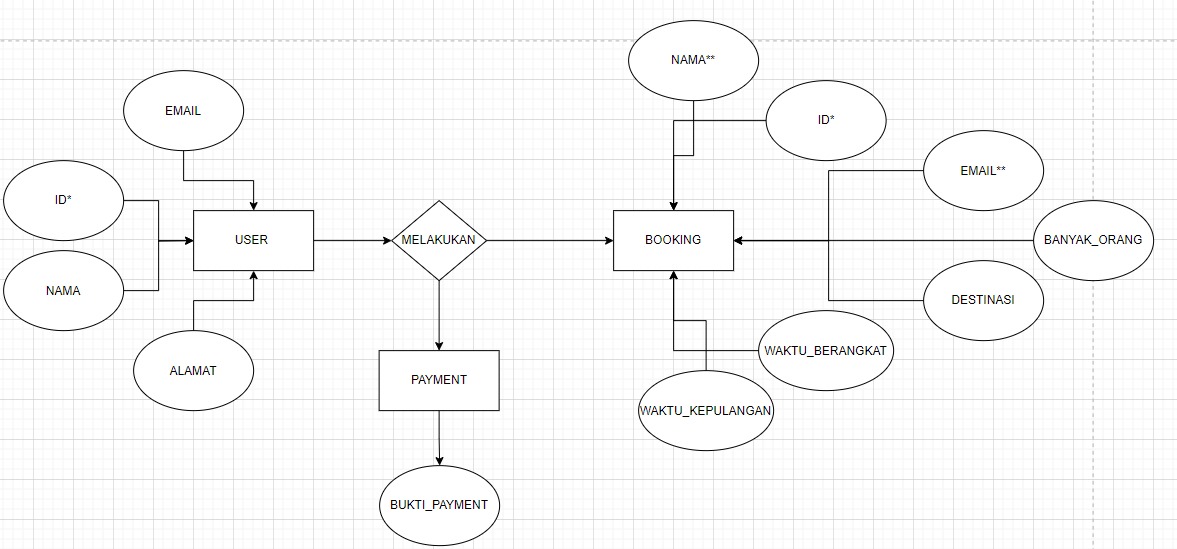 NAMA**
EMAIL
ID*
EMAIL**
ID*
USER
MELAKUKAN
BOOKING
BANYAK_ORANG
NAMA
DESTINASI
WAKTU_BERANGKAT
ALAMAT
PAYMENT
WAKTU_KEPULANGAN
BUKTI_PAYMENT